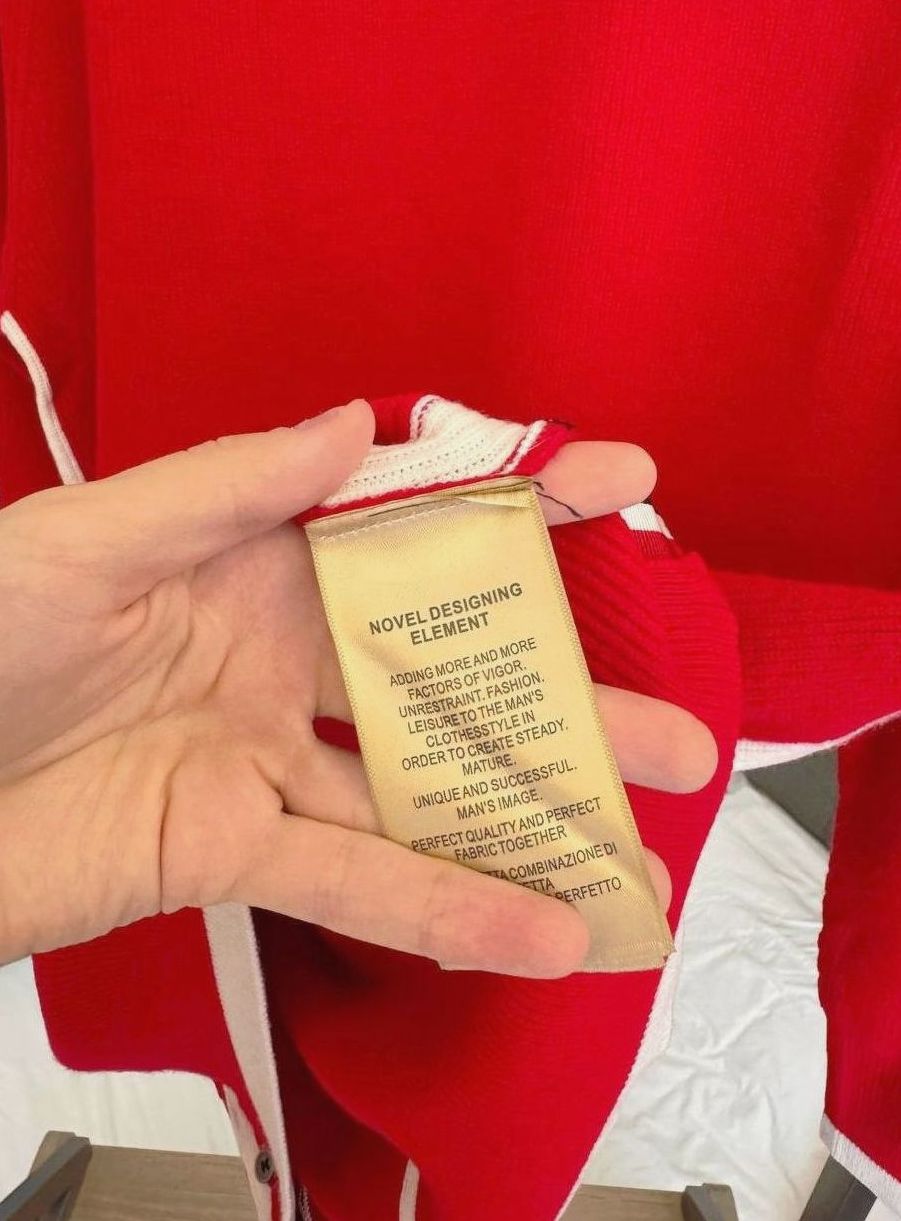 NOVEL DESIGNING
ELEMENT
ADDING MORE AND MORE
FACTORS OF VIGOR.
UNRESTRAINT. FASHION.
LEISURE TO THE MAN'S
CLOTHESSTYLE IN
ORDER TO CREATE STEADY.
MATURE.
UNIQUE AND SUCCESSFUL.
MAN'S IMAGE.
PERFECT QUALITY AND PERFECT
FABRIC TOGETHER
COMBINAZIONE DI
PERFETTO